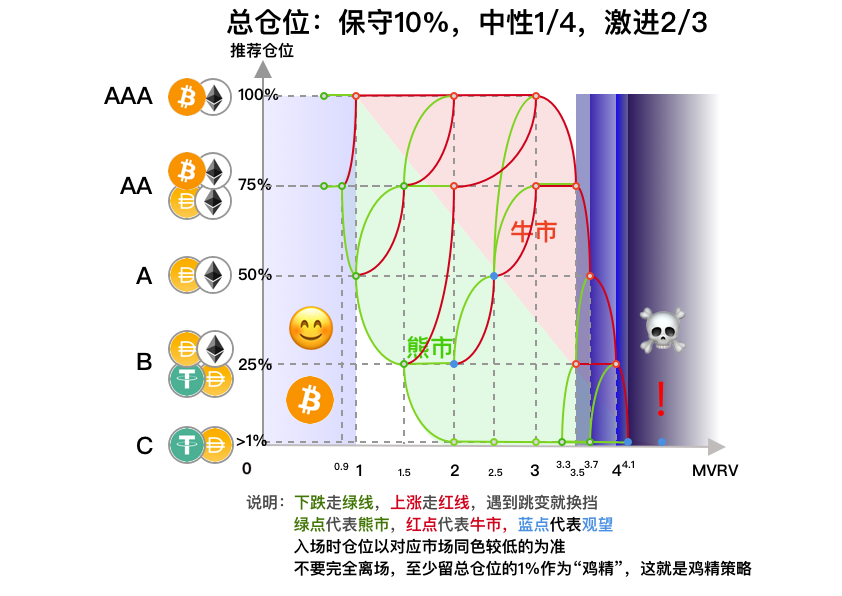 总仓位：保守10%，中性1/4，激进2/3
推荐仓位
AAA 100%
AA 75%
牛市
A 50%
熊市
B 25%
C >1%
0 0.9 1 1.5 2 2.5 3 3.3 3.5 3.7 4 4.1 MVRV
说明：下跌走绿线，上涨走红线，遇到跳变就换挡
绿点代表熊市，红点代表牛市，蓝点代表观望
入场时仓位以对应市场同色较低的为准
不要完全离场，至少留总仓位的1%作为“鸡精”，这就是鸡精策略